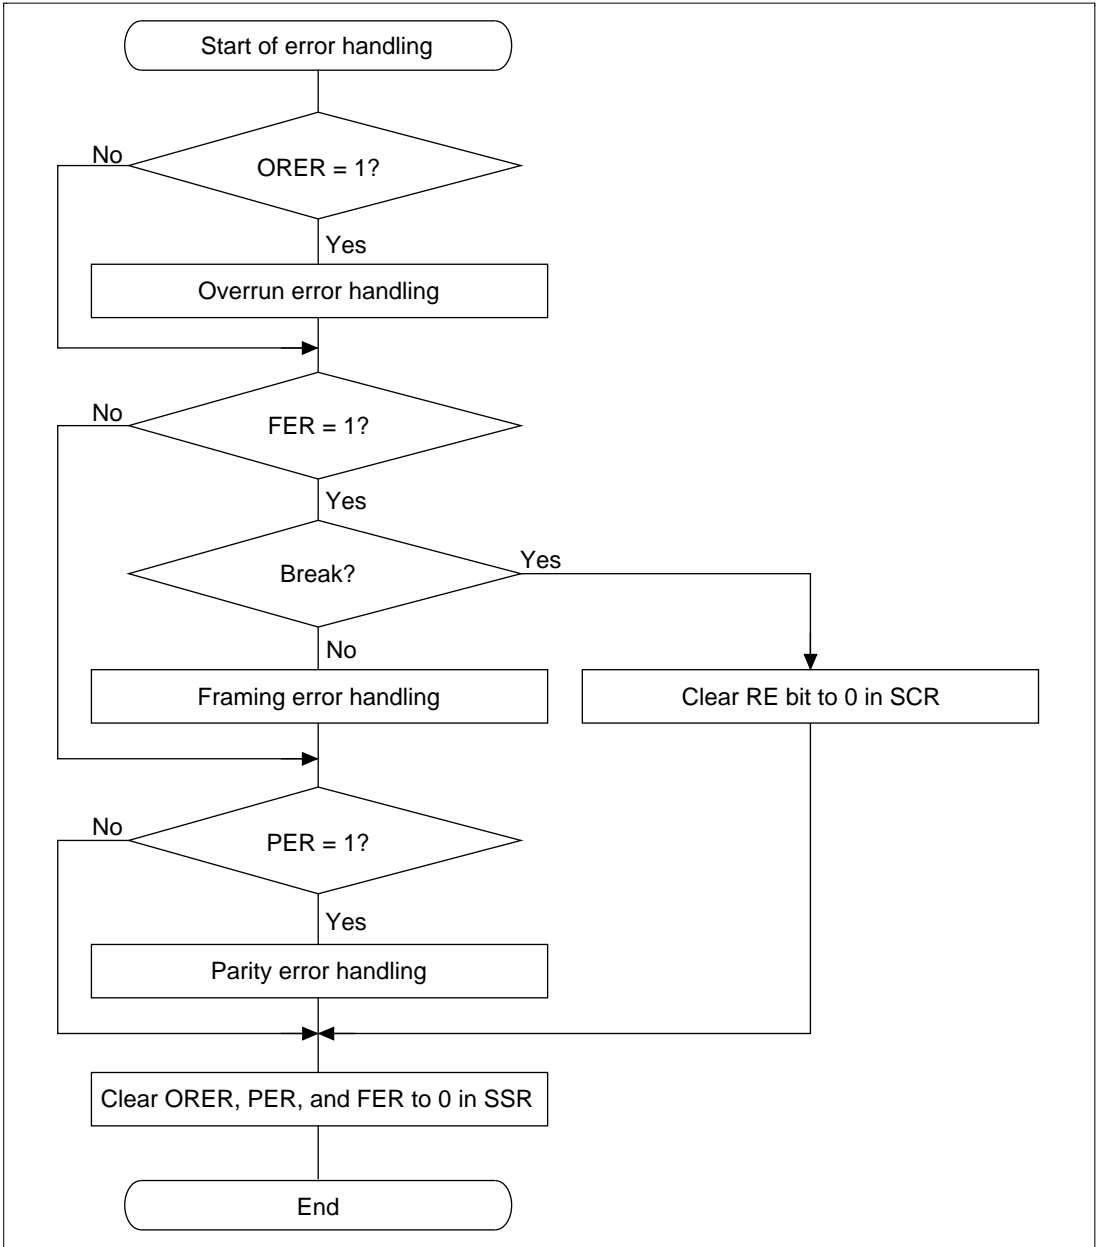 Start of error handling
No
ORER = 1?
Yes
Overrun error handling
No
FER = 1?
Yes
Break?
Yes
No
Framing error handling
Clear RE bit to 0 in SCR
No
PER = 1?
Yes
Parity error handling
Clear ORER, PER, and FER to 0 in SSR
End